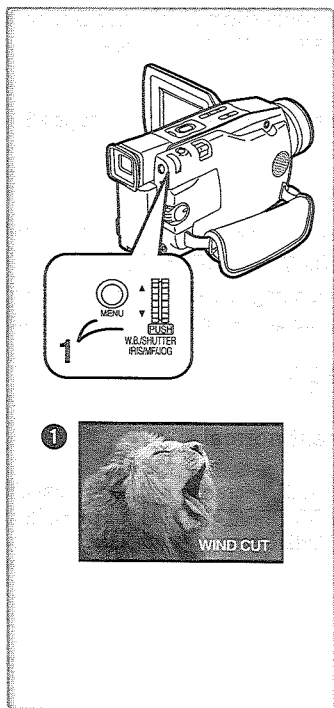 MENU
▲
▼
PUSH
W.B./SHUTTER
/IRIS/MF/JOG
1
1
WIND CUT